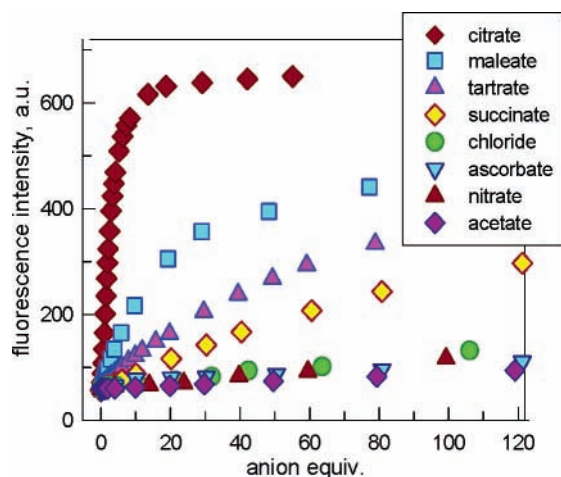 citrate
maleate
tartrate
succinate
chloride
ascorbate
nitrate
acetate
fluorescence intensity, a.u.
600
400
200
0
0 20 40 60 80 100 120
anion equiv.